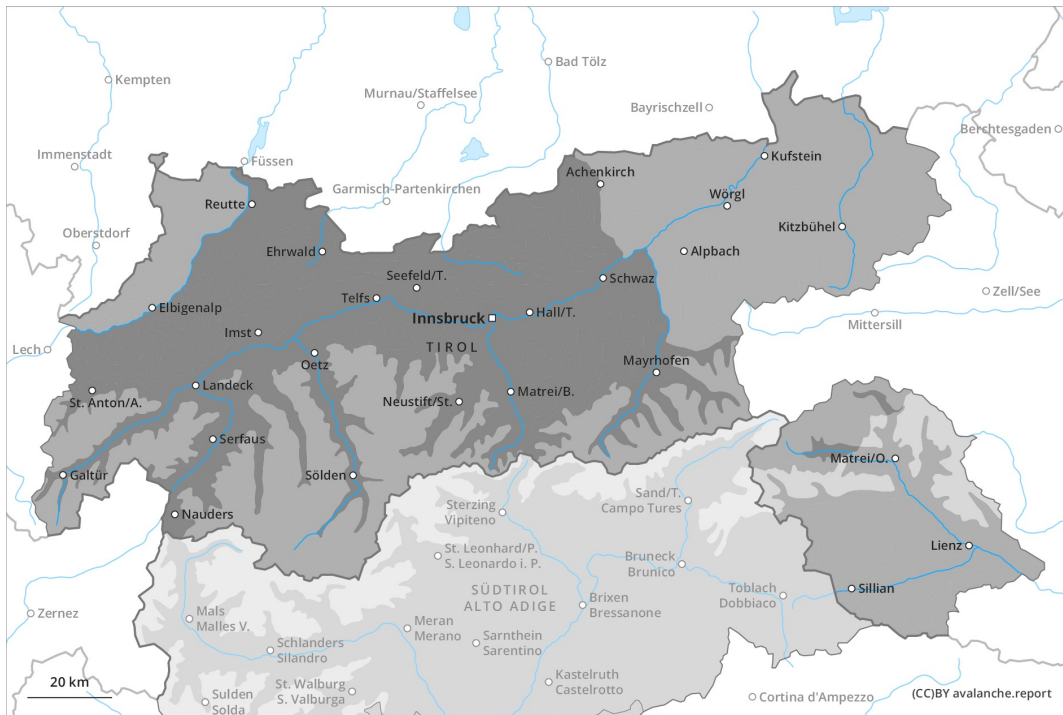 Kempten
Bad Tölz
Murnau/Staffelsee
Bayrischzell
Berchtesgaden
Immenstadt
Füssen
Kufstein
Garmisch-Partenkirchen
Achenkirch
Reutte
Wörgl
Oberstdorf
Kitzbühel
Ehrwald
Alpbach
Seefeld/T.
Schwaz
Zell/See
Telfs
Elbigenalp
Innsbruck
Hall/T.
Mittersill
Imst
TIROL
Lech
Oetz
Mayrhofen
Landeck
St. Anton/A.
Neustift/St.
Matrei/B.
Serfaus
Matrei/O.
Galtür
Sölden
Sand/T.
Campo Tures
Sterzing
Vipiteno
Nauders
Lienz
St. Leonhard/P.
S. Leonardo i. P.
Bruneck
Brunico
SÜDTIROL
ALTO ADIGE
Toblach
Dobbiaco
Sillian
Brixen
Bressanone
Zernez
Mals
Malles V.
Meran
Merano
Sarnthein
Sarentino
Schlanders
Silandro
Kastelruth
Castelrotto
20 km
St. Walburg
S. Valburga
Sulden
Solda
Cortina d'Ampezzo
(CC)BY avalanche.report